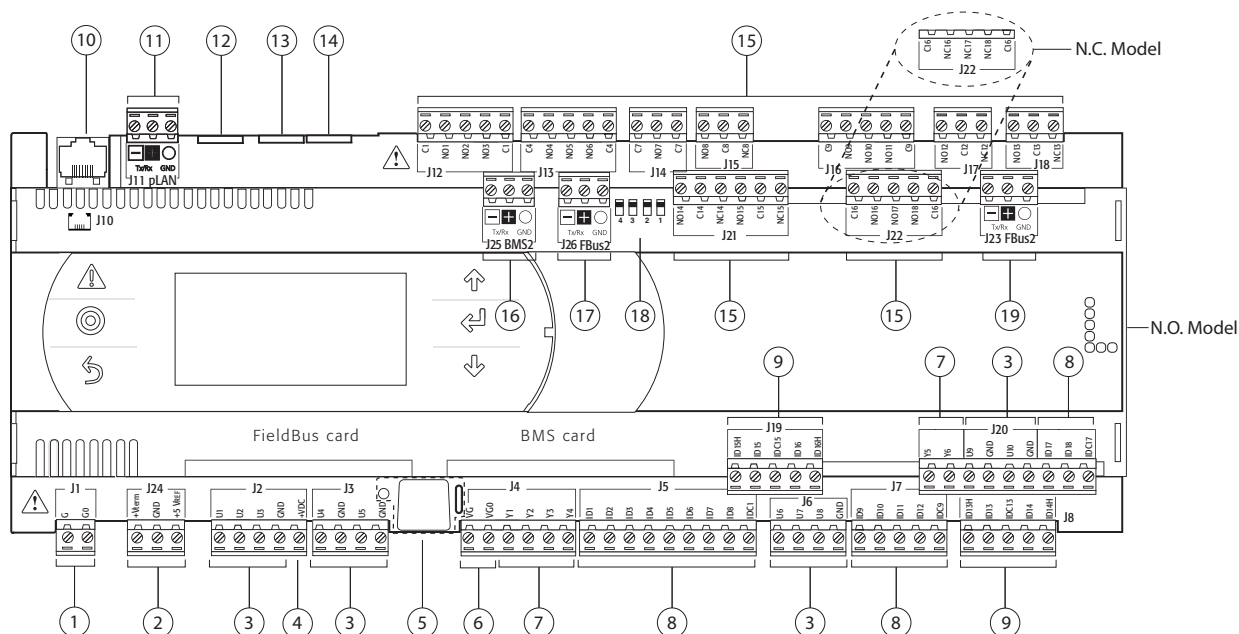 10 11 12 13 14 15
C16 NC16 NC17 NC18 C16
J22
N.C. Model
Tx/Rx GND
J11 pLAN
C1 NO1 NO2 NO3 C1
J12
C4 NO4 NO5 NO6 C4
J13
C7 NO7 C7
J14
NO8 C8 NC8
J15
C9 NO9 NO10 NO11 C9
J16
NO12 C12 NC12
J17
NO13 C13 NC13
J18
J10
Tx/Rx GND
J25 BMS2
Tx/Rx GND
J26 FBus2
4 3 2 1
NO14 C14 NC14 NO15 C15 NC15
J21
C16 NO16 NO17 NO18 C16
J22
Tx/Rx GND
J23 FBus2
16 17 18 15 15 19
N.O. Model
9 7 3 8
FieldBus card
BMS card
J19
ID15H ID15 IDC15 ID16 ID16H
J20
Y5 Y6 U9 GND U10 GND ID17 ID18 IDC17
J1
G G0
J24
+Vterm GND +5 VREF
J2
U1 U2 U3 GND +VDC
J3
U4 GND U5 GND
J4
VG VG0 Y1 Y2 Y3 Y4
J5
ID1 ID2 ID3 ID4 ID5 ID6 ID7 ID8 IDC1
J6
U6 U7 U8 GND
J7
ID9 ID10 ID11 ID12 IDC9
J8
ID13H ID13 IDC13 ID14 ID14H
1 2 3 4 3 5 6 7 8 3 8 9